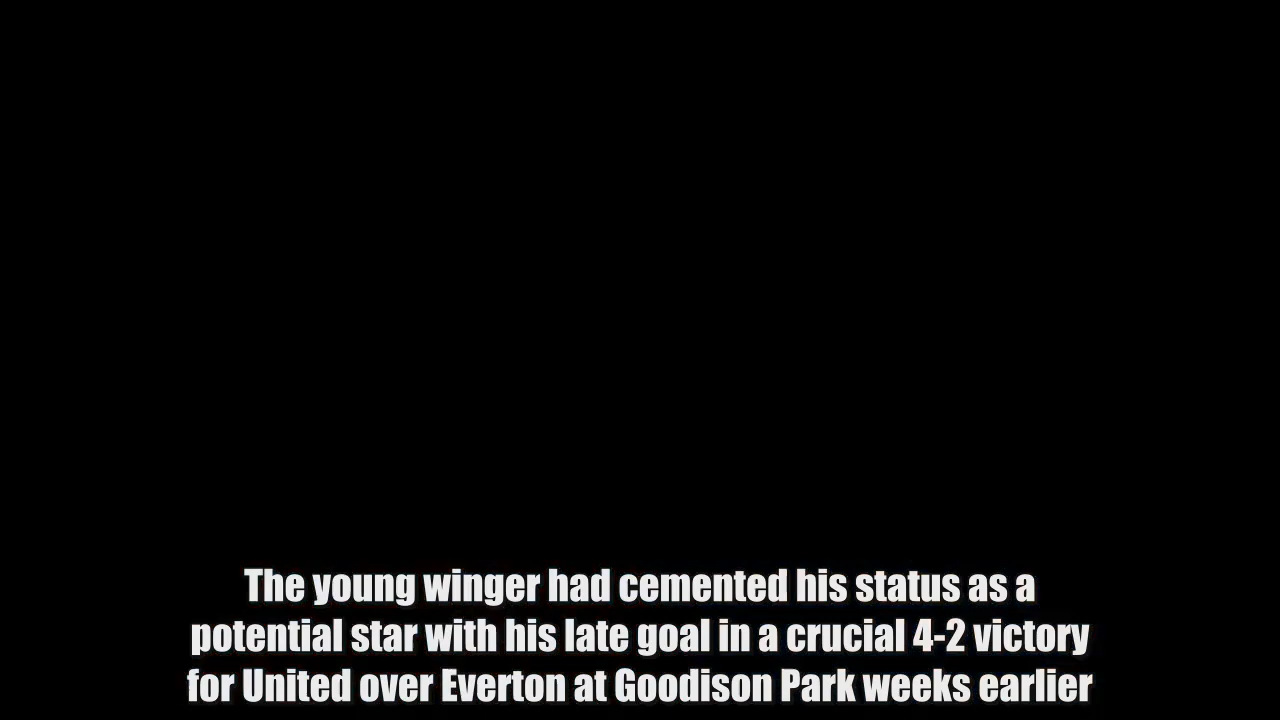 The young winger had cemented his status as a
potential star with his late goal in a crucial 4-2 victory
for United over Everton at Goodison Park weeks earlier